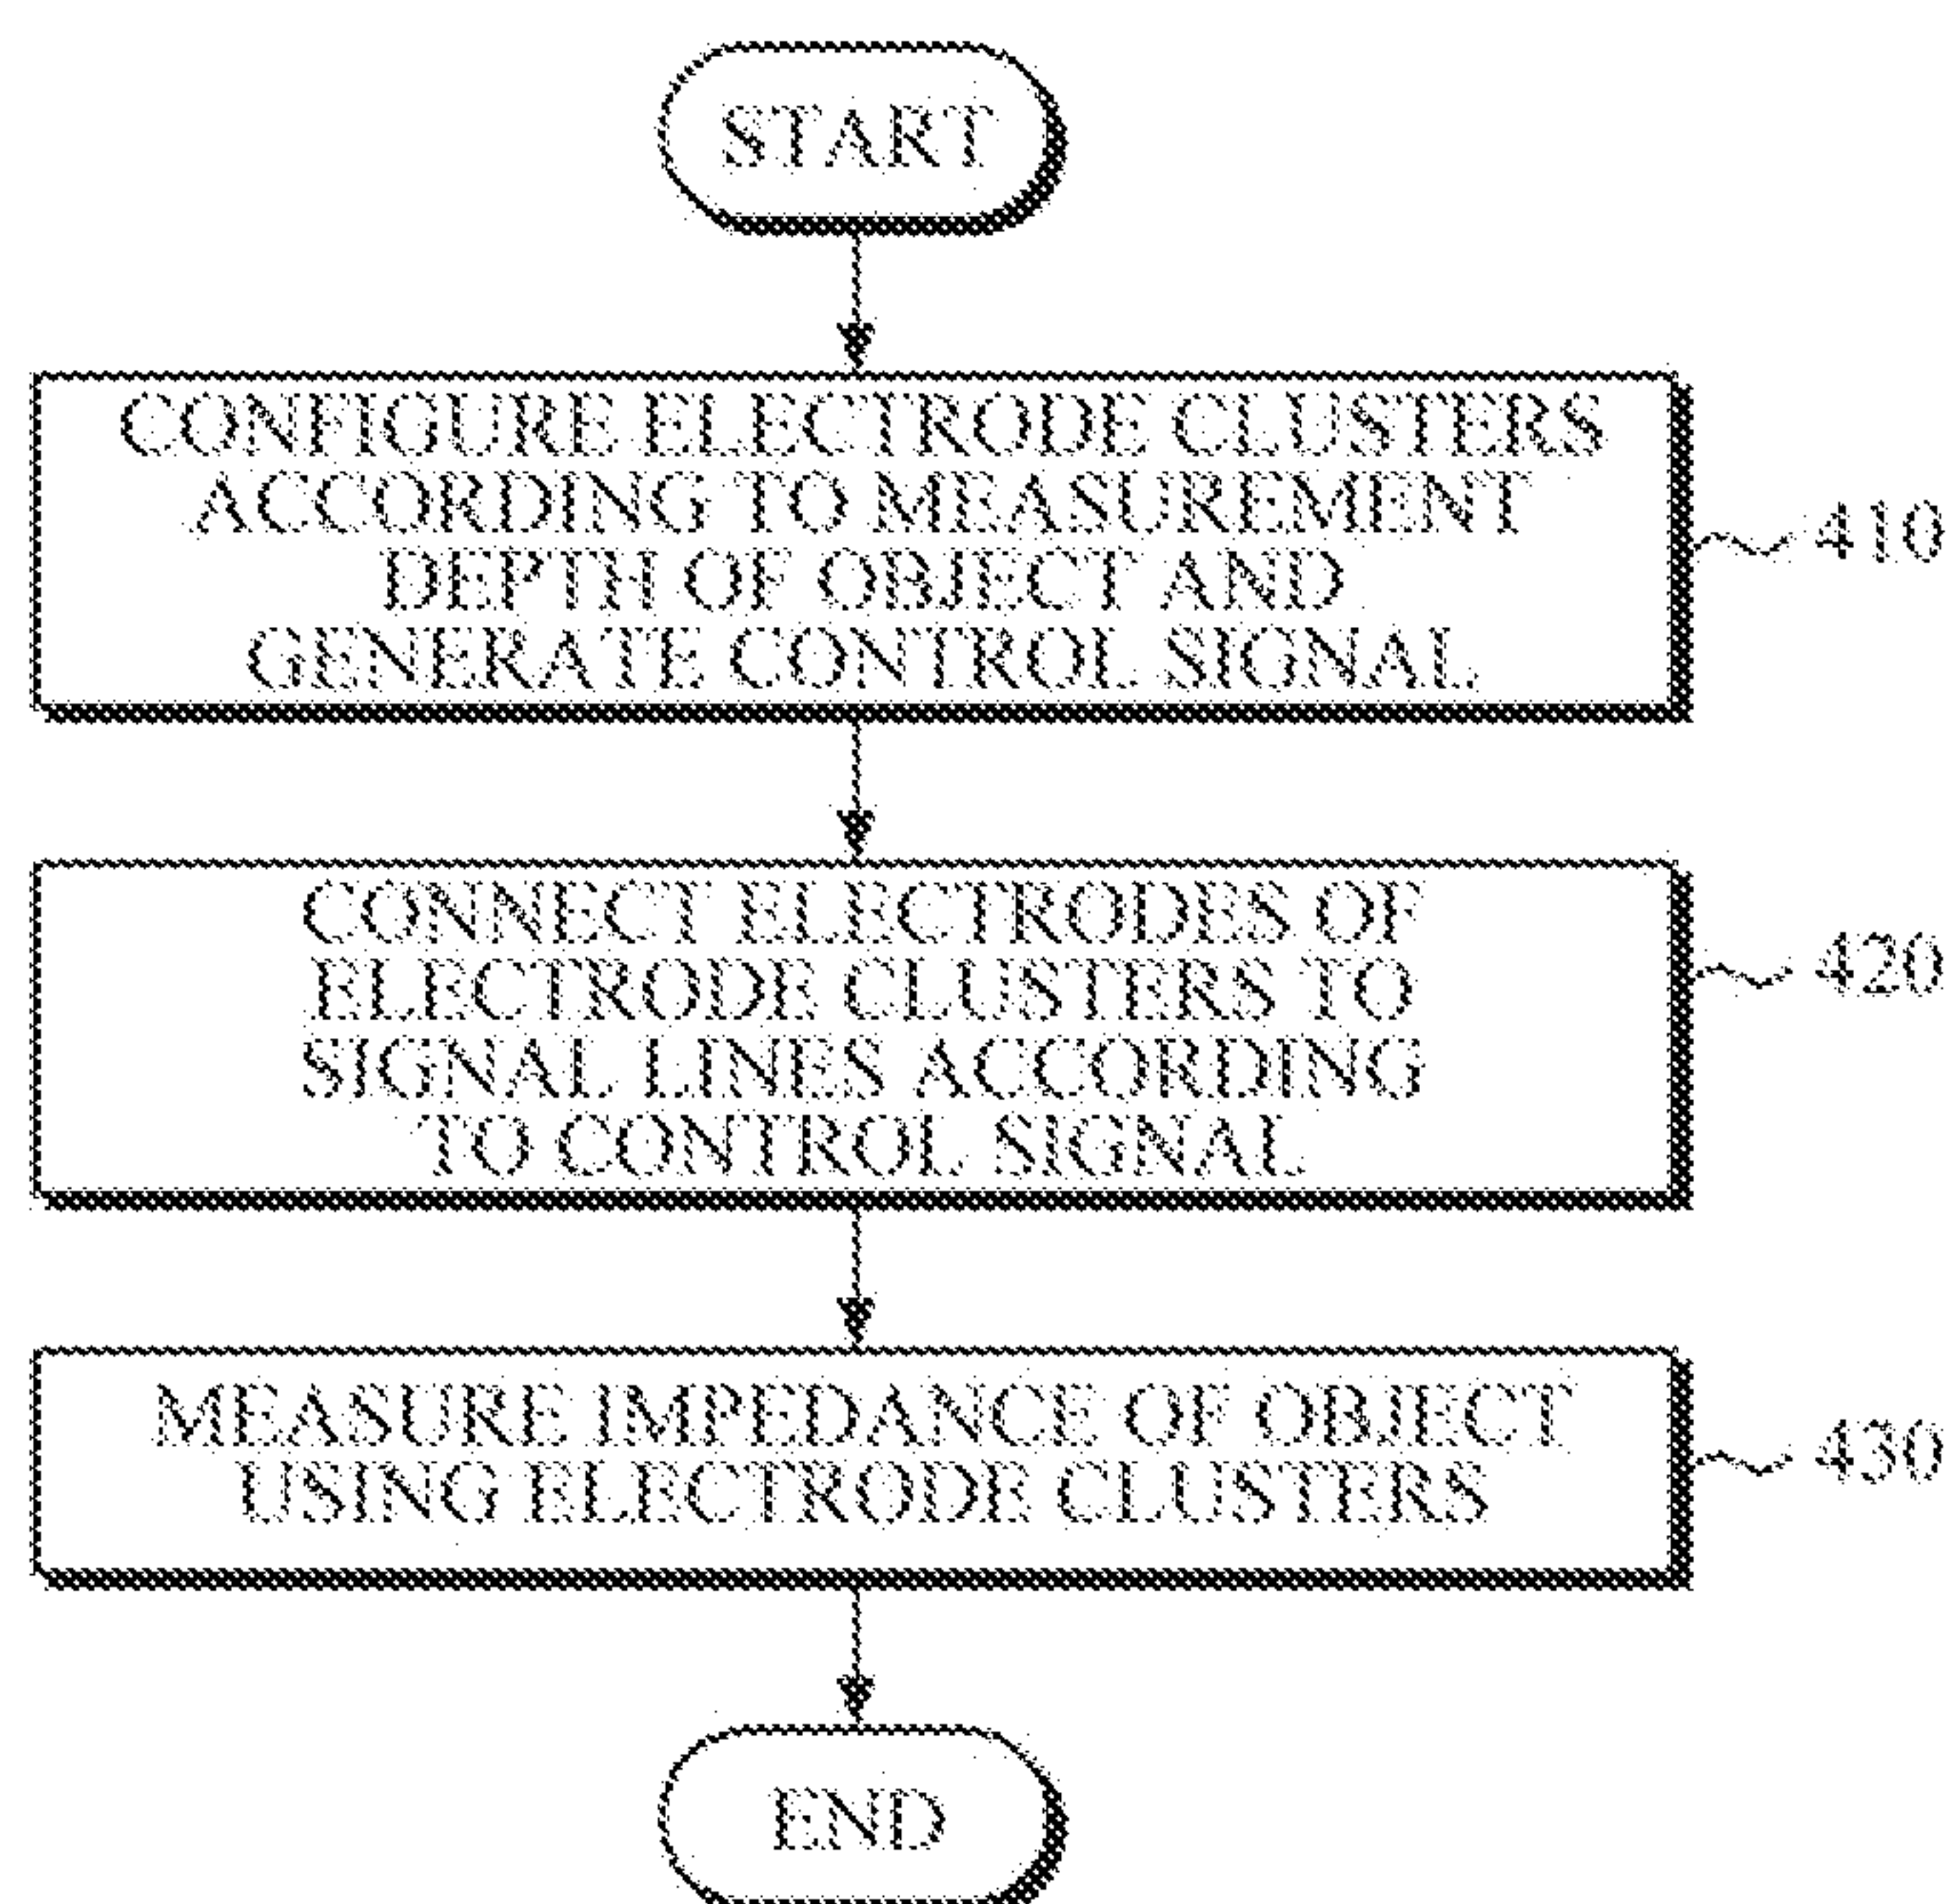 START
CONFIGURE ELECTRODE CLUSTERS
ACCORDING TO MEASUREMENT
DEPTH OF OBJECT AND
GENERATE CONTROL SIGNAL
410
CONNECT ELECTRODES OF
ELECTRODE CLUSTERS TO
SIGNAL LINES ACCORDING
TO CONTROL SIGNAL
420
MEASURE IMPEDANCE OF OBJECT
USING ELECTRODE CLUSTERS
430
END